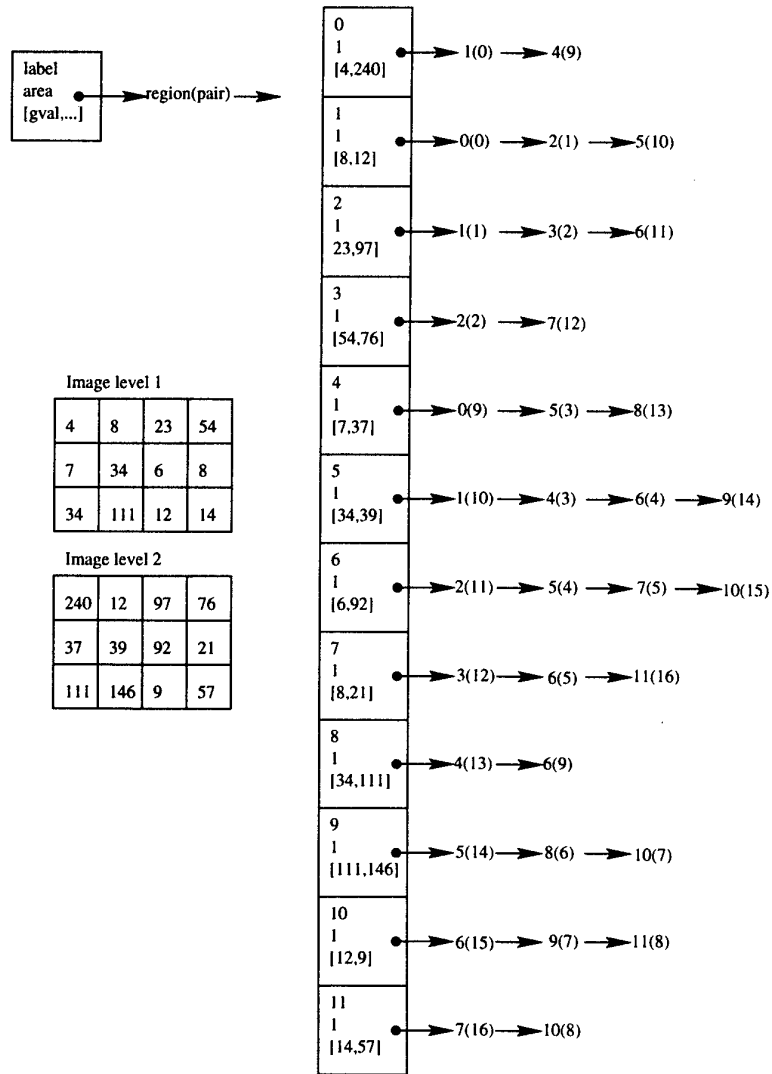 label
area
[gval,...]
region(pair)
Image level 1
4 8 23 54
7 34 6 8
34 111 12 14
Image level 2
240 12 97 76
37 39 92 21
111 146 9 57
0
1
[4,240]
1(0) 4(9)
1
1
[8,12]
0(0) 2(1) 5(10)
2
1
23,97]
1(1) 3(2) 6(11)
3
1
[54,76]
2(2) 7(12)
4
1
[7,37]
0(9) 5(3) 8(13)
5
1
[34,39]
1(10) 4(3) 6(4) 9(14)
6
1
[6,92]
2(11) 5(4) 7(5) 10(15)
7
1
[8,21]
3(12) 6(5) 11(16)
8
1
[34,111]
4(13) 6(9)
9
1
[111,146]
5(14) 8(6) 10(7)
10
1
[12,9]
6(15) 9(7) 11(8)
11
1
[14,57]
7(16) 10(8)